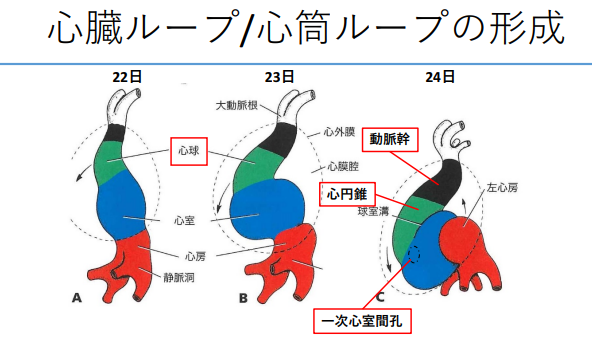 心臓ループ/心筒ループの形成
22日
23日
24日
大動脈根
心外膜
動脈幹
心球
心膜腔
心円錐
左心房
球室溝
心室
心房
静脈洞
A
B
C
一次心室間孔